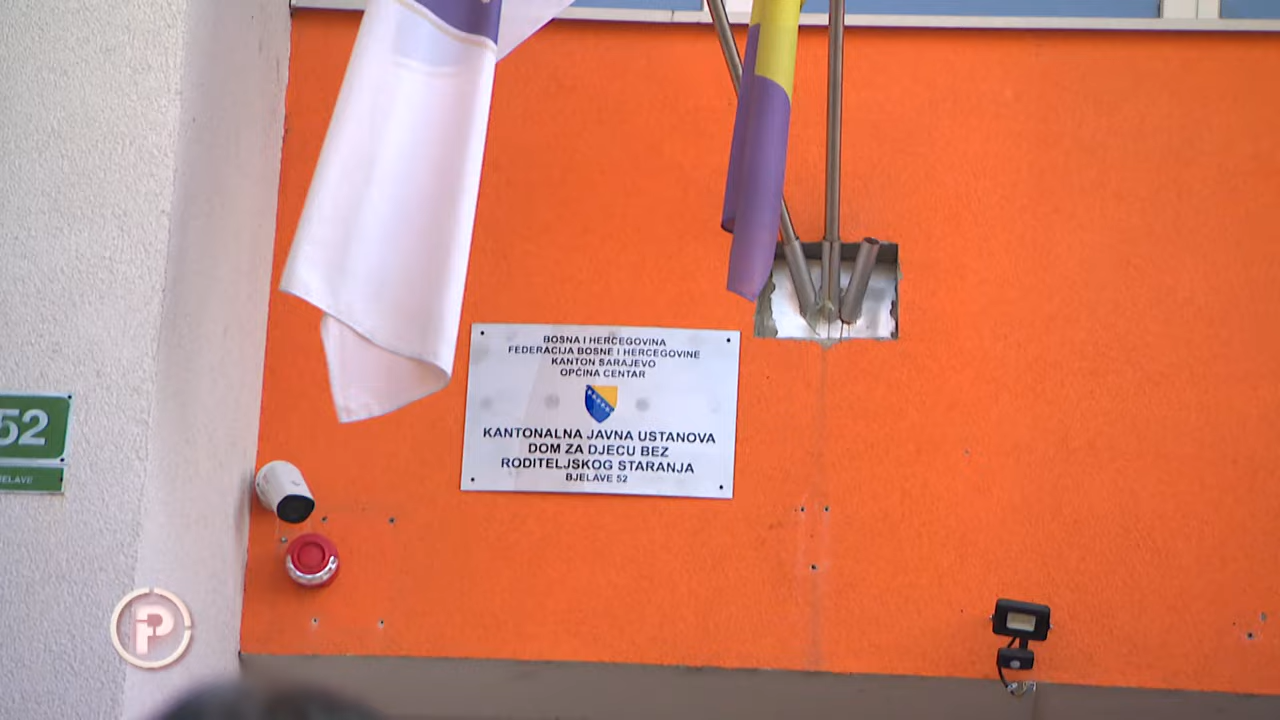 BOSNA I HERCEGOVINA
FEDERACIJA BOSNE I HERCEGOVINE
KANTON SARAJEVO
OPĆINA CENTAR
KANTONALNA JAVNA USTANOVA
DOM ZA DJECU BEZ
RODITELJSKOG STARANJA
BJELAVE 52
52
P